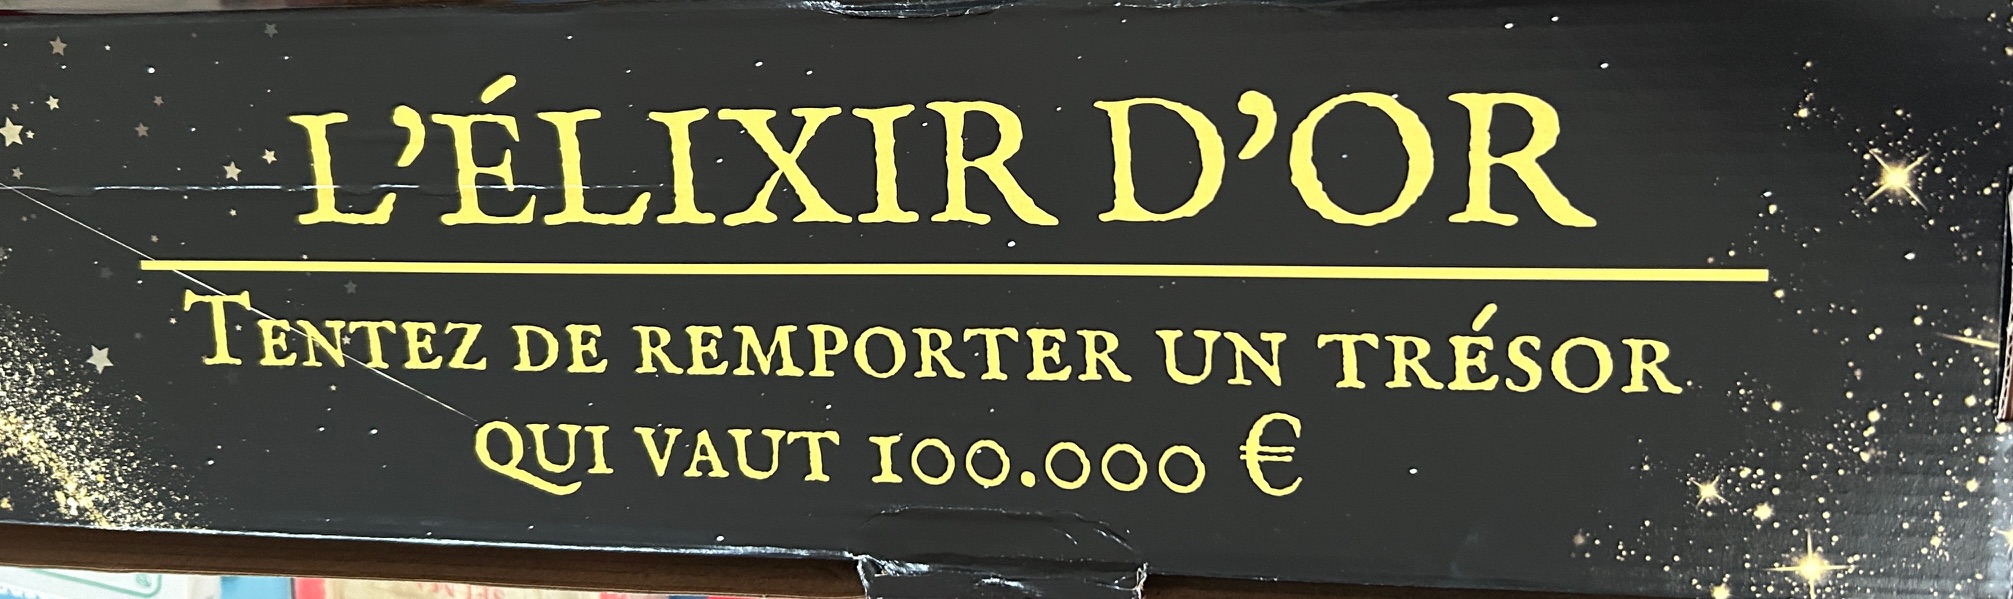 L'ÉLIXIR D'OR
TENTEZ DE REMPORTER UN TRÉSOR
QUI VAUT 100.000 €